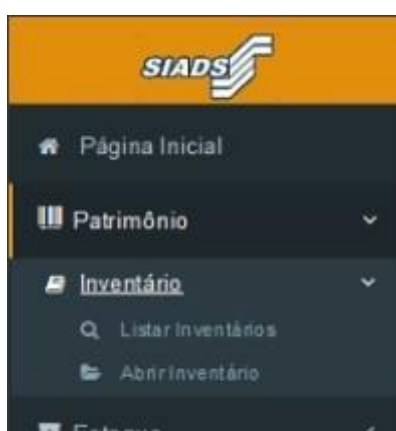 SIADS
Página Inicial
Patrimônio
Inventário
Listar Inventários
Abrir Inventário